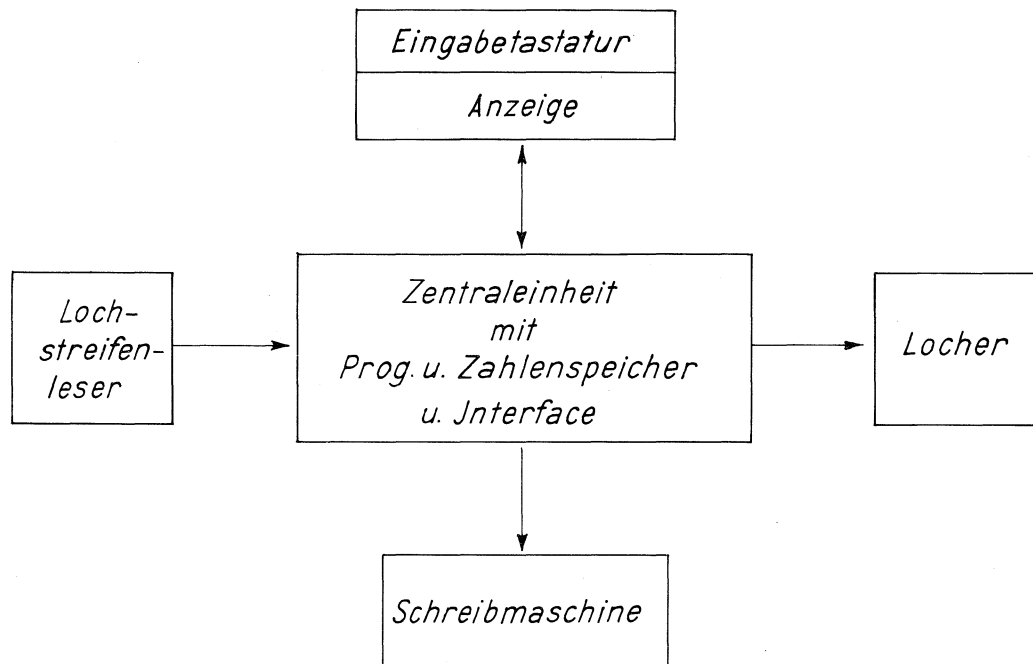 Eingabetastatur
Anzeige
Loch-
streifen-
leser
Zentraleinheit
mit
Prog. u. Zahlenspeicher
u. Jnterface
Locher
Schreibmaschine